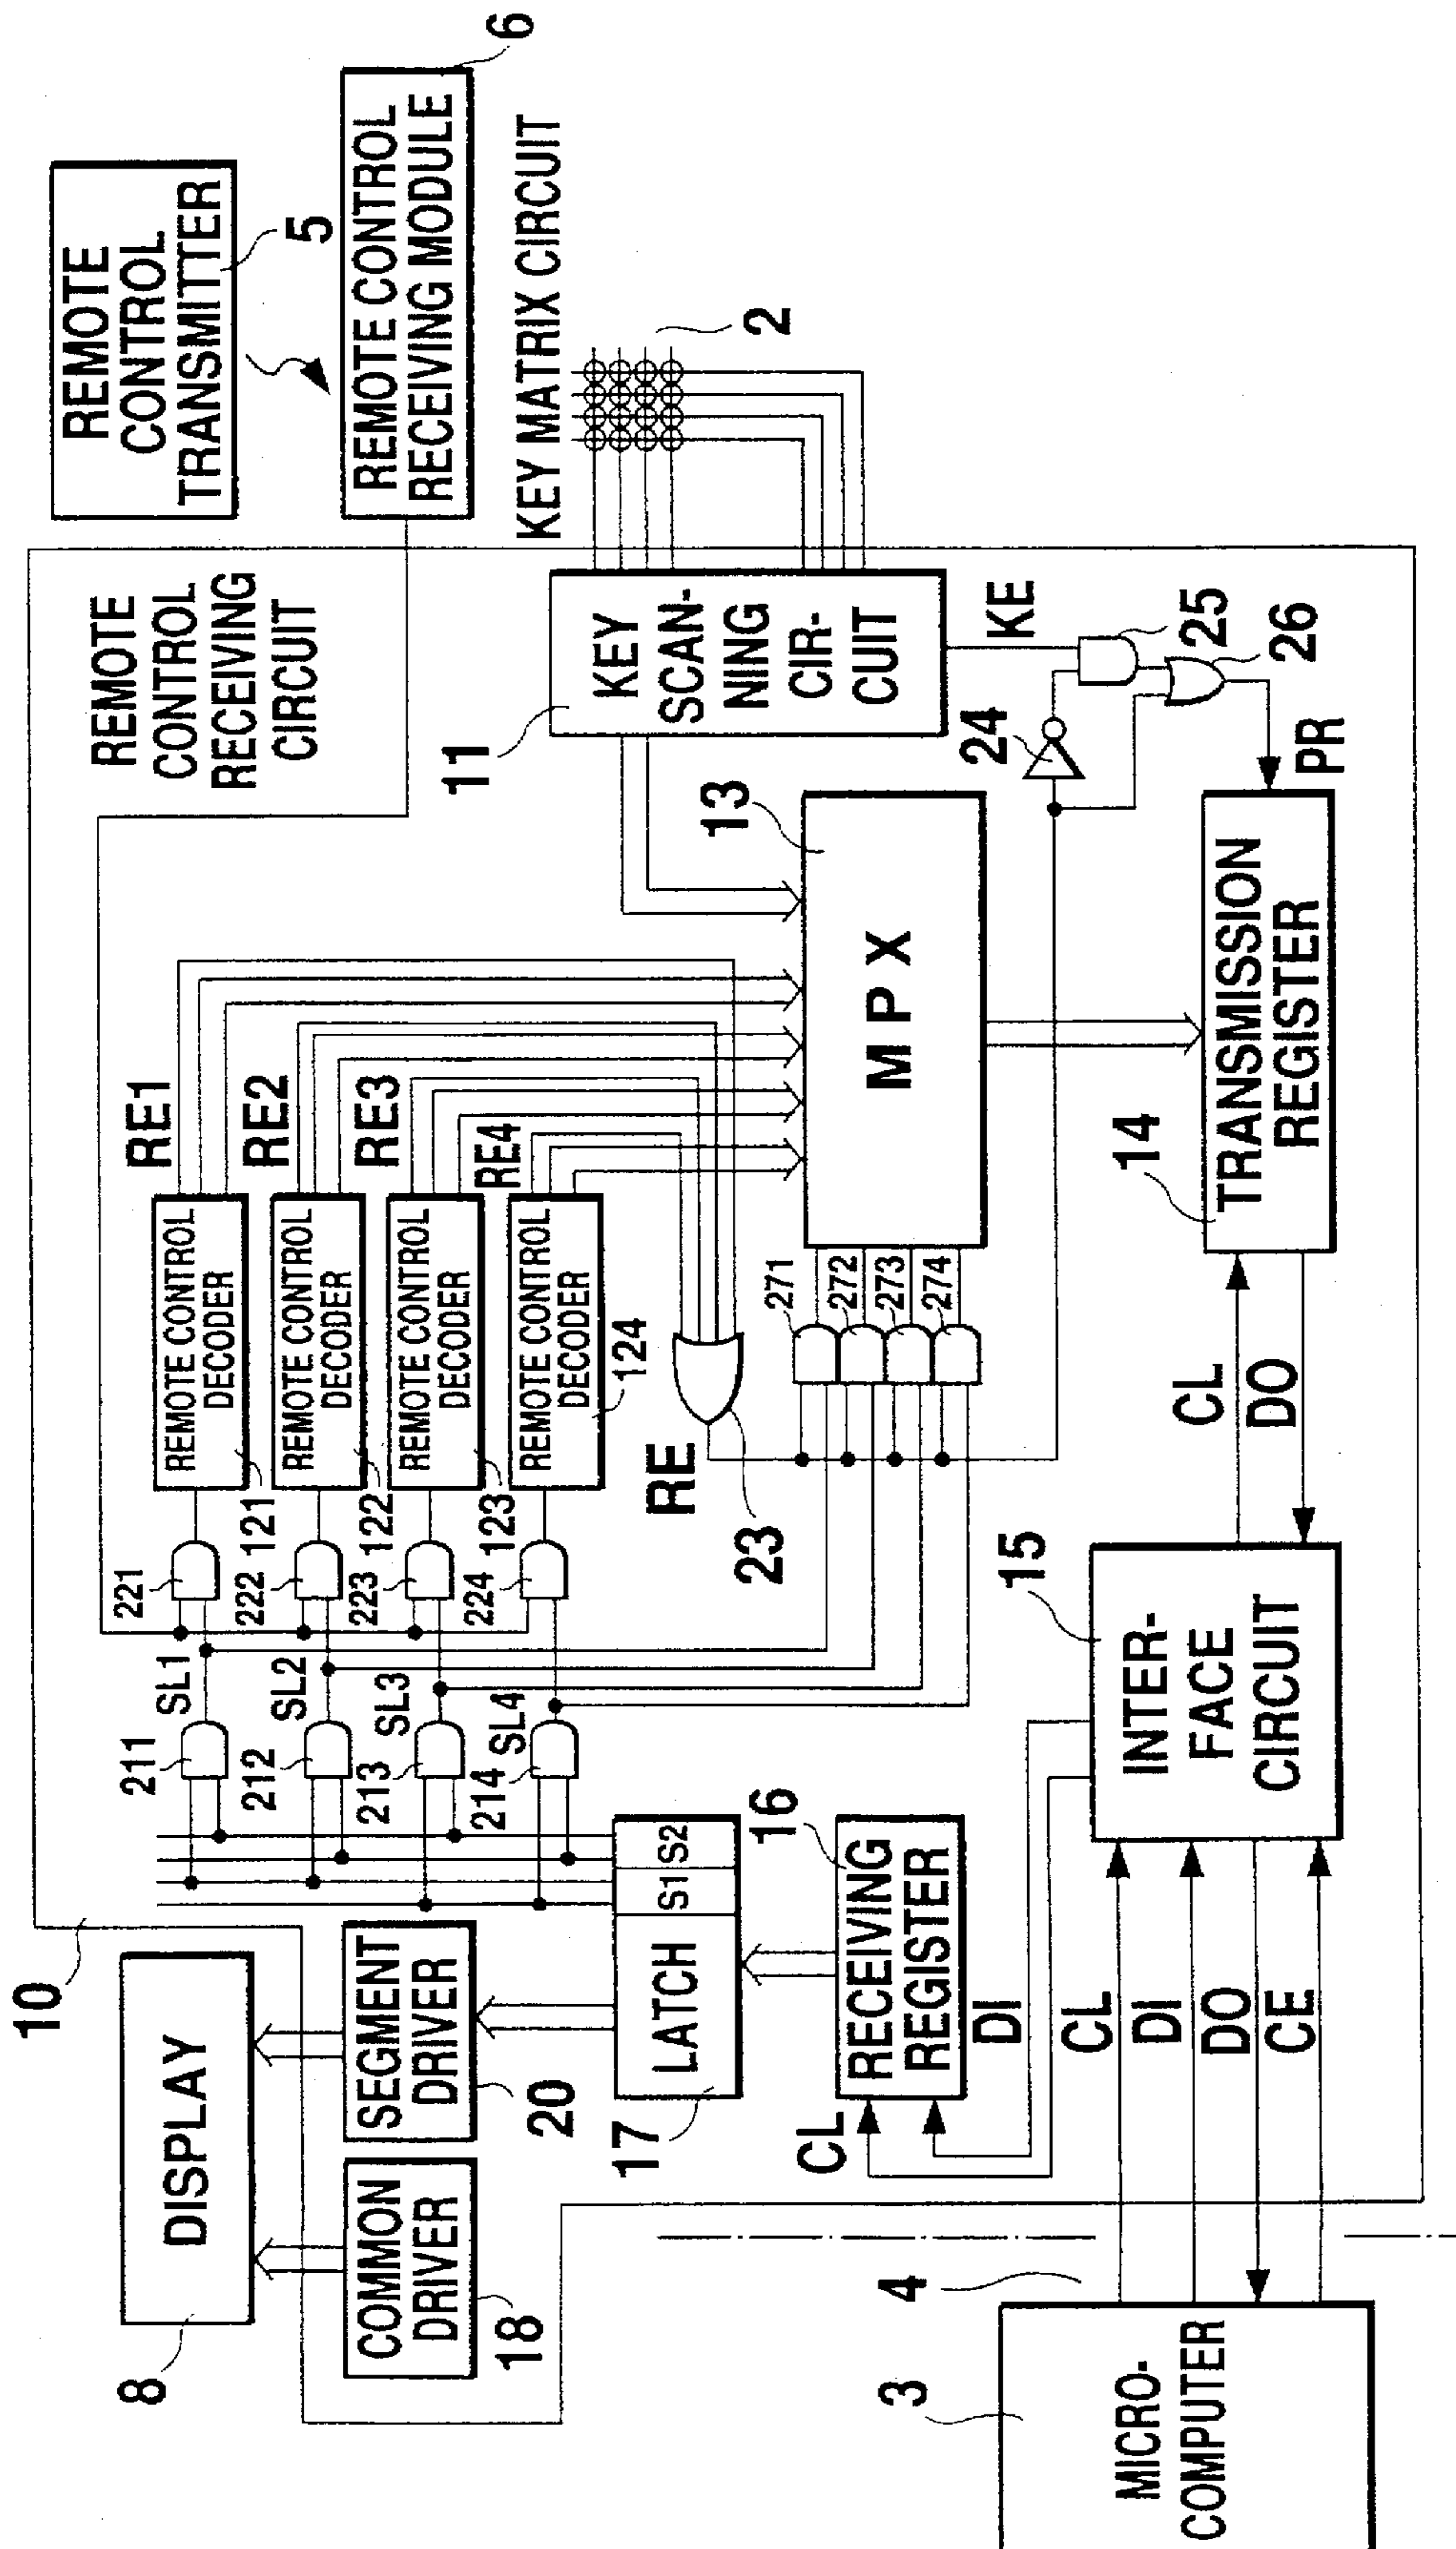 10
8
DISPLAY
COMMON
DRIVER
18
SEGMENT
DRIVER
20
LATCH
S1
S2
17
RECEIVING
REGISTER
16
CL
DI
3
MICRO-
COMPUTER
4
CL
DI
DO
CE
INTER-
FACE
CIRCUIT
15
211
SL1
212
SL2
213
SL3
214
SL4
221
222
223
224
REMOTE CONTROL
DECODER
121
REMOTE CONTROL
DECODER
122
REMOTE CONTROL
DECODER
123
REMOTE CONTROL
DECODER
124
RE1
RE2
RE3
RE4
RE
23
271
272
273
274
M P X
13
CL
DO
TRANSMISSION
REGISTER
14
PR
24
25
26
KE
KEY
SCAN-
NING
CIR-
CUIT
11
REMOTE
CONTROL
RECEIVING
CIRCUIT
REMOTE
CONTROL
TRANSMITTER
5
REMOTE CONTROL
RECEIVING MODULE
6
KEY MATRIX CIRCUIT
2